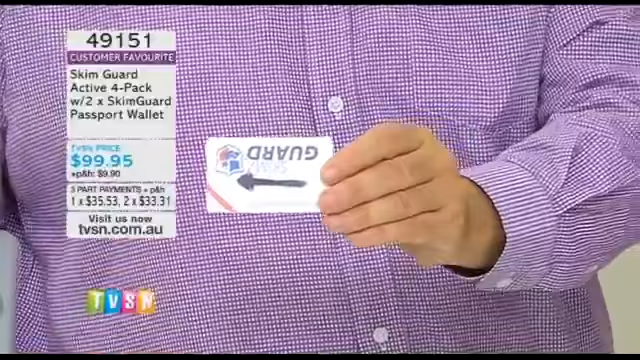 49151
CUSTOMER FAVOURITE
Skim Guard
Active 4-Pack
w/2 x SkimGuard
Passport Wallet
TVSN PRICE
$99.95
+p&h: $9.90
3 PART PAYMENTS + p&h
1 x $35.53, 2 x $33.31
Visit us now
tvsn.com.au
SKIM
GUARD
TVSN